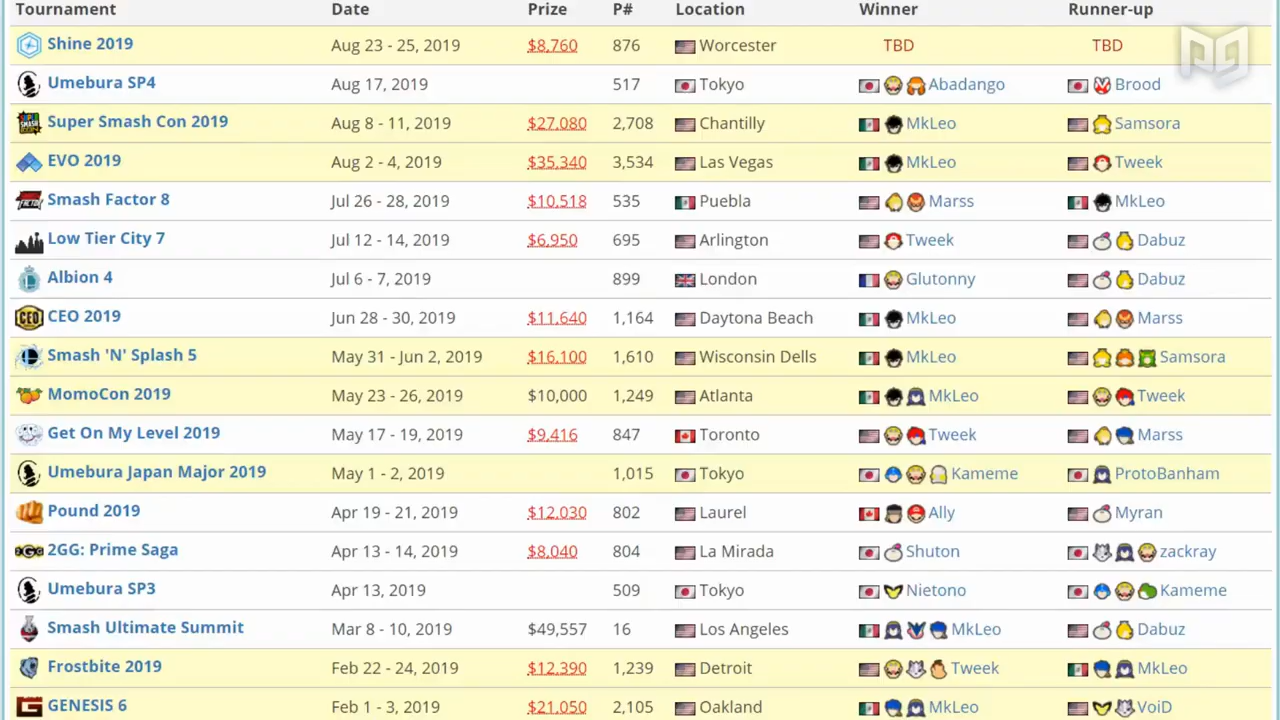 Tournament Date Prize P# Location Winner Runner-up
Shine 2019 Aug 23 - 25, 2019 $8,760 876 Worcester TBD TBD
Umebura SP4 Aug 17, 2019 517 Tokyo Abadango Brood
Super Smash Con 2019 Aug 8 - 11, 2019 $27,080 2,708 Chantilly MkLeo Samsora
EVO 2019 Aug 2 - 4, 2019 $35,340 3,534 Las Vegas MkLeo Tweek
Smash Factor 8 Jul 26 - 28, 2019 $10,518 535 Puebla Marss MkLeo
Low Tier City 7 Jul 12 - 14, 2019 $6,950 695 Arlington Tweek Dabuz
Albion 4 Jul 6 - 7, 2019 899 London Glutonny Dabuz
CEO CEO 2019 Jun 28 - 30, 2019 $11,640 1,164 Daytona Beach MkLeo Marss
Smash 'N' Splash 5 May 31 - Jun 2, 2019 $16,100 1,610 Wisconsin Dells MkLeo Samsora
MomoCon 2019 May 23 - 26, 2019 $10,000 1,249 Atlanta MkLeo Tweek
Get On My Level 2019 May 17 - 19, 2019 $9,416 847 Toronto Tweek Marss
Umebura Japan Major 2019 May 1 - 2, 2019 1,015 Tokyo Kameme ProtoBanham
Pound 2019 Apr 19 - 21, 2019 $12,030 802 Laurel Ally Myran
2GG: Prime Saga Apr 13 - 14, 2019 $8,040 804 La Mirada Shuton zackray
Umebura SP3 Apr 13, 2019 509 Tokyo Nietono Kameme
Smash Ultimate Summit Mar 8 - 10, 2019 $49,557 16 Los Angeles MkLeo Dabuz
Frostbite 2019 Feb 22 - 24, 2019 $12,390 1,239 Detroit Tweek MkLeo
GENESIS 6 Feb 1 - 3, 2019 $21,050 2,105 Oakland MkLeo VoiD